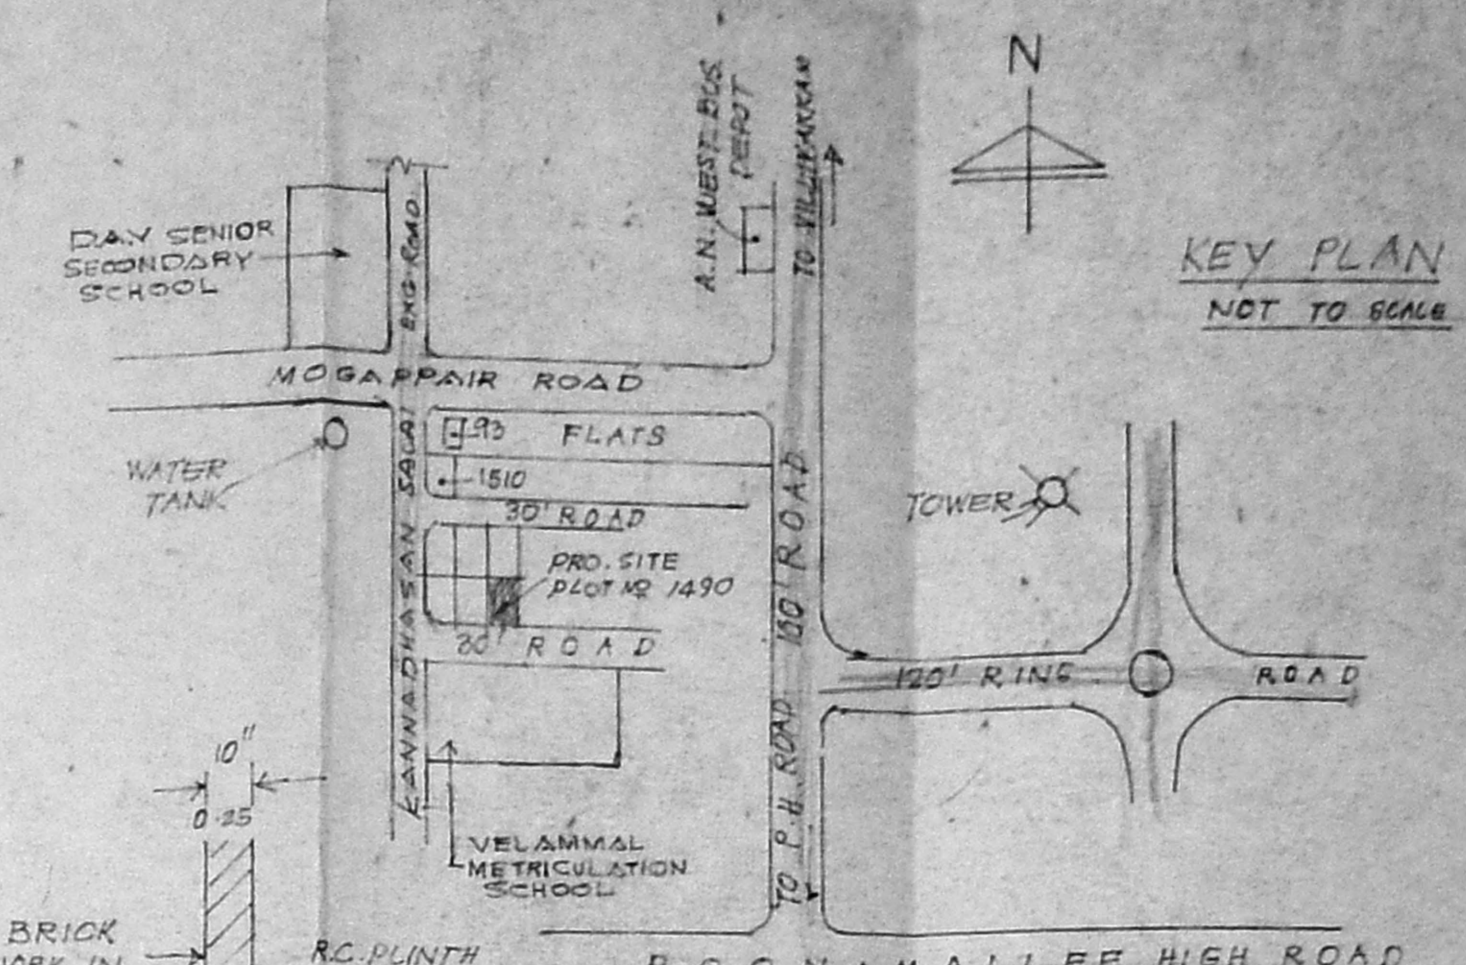 N
KEY PLAN
NOT TO SCALE
A.N. WEST BUS
DEPOT
TO VILLIVAKKAM
D.A.V SENIOR
SECONDARY
SCHOOL
ENG. ROAD
MOGAPPAIR ROAD
93 FLATS
1510
WATER
TANK
30' ROAD
PRO. SITE
PLOT NO 1490
30' ROAD
KANNADHASAN SALAI
ROAD
TO P.H. ROAD
TOWER
120' RING ROAD
10"
0.25
VELAMMAL
METRICULATION
SCHOOL
BRICK
R.C. PLINTH
POONAMALLEE HIGH ROAD